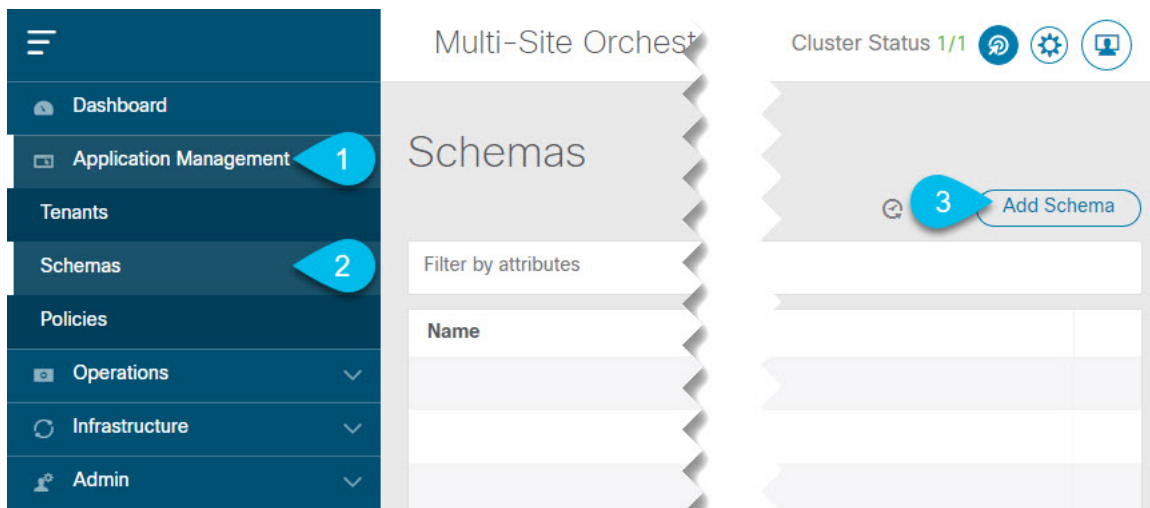 Multi-Site Orchest
Cluster Status 1/1
Dashboard
Application Management
1
Tenants
Schemas
2
Policies
Operations
Infrastructure
Admin
Schemas
3
Add Schema
Filter by attributes
Name